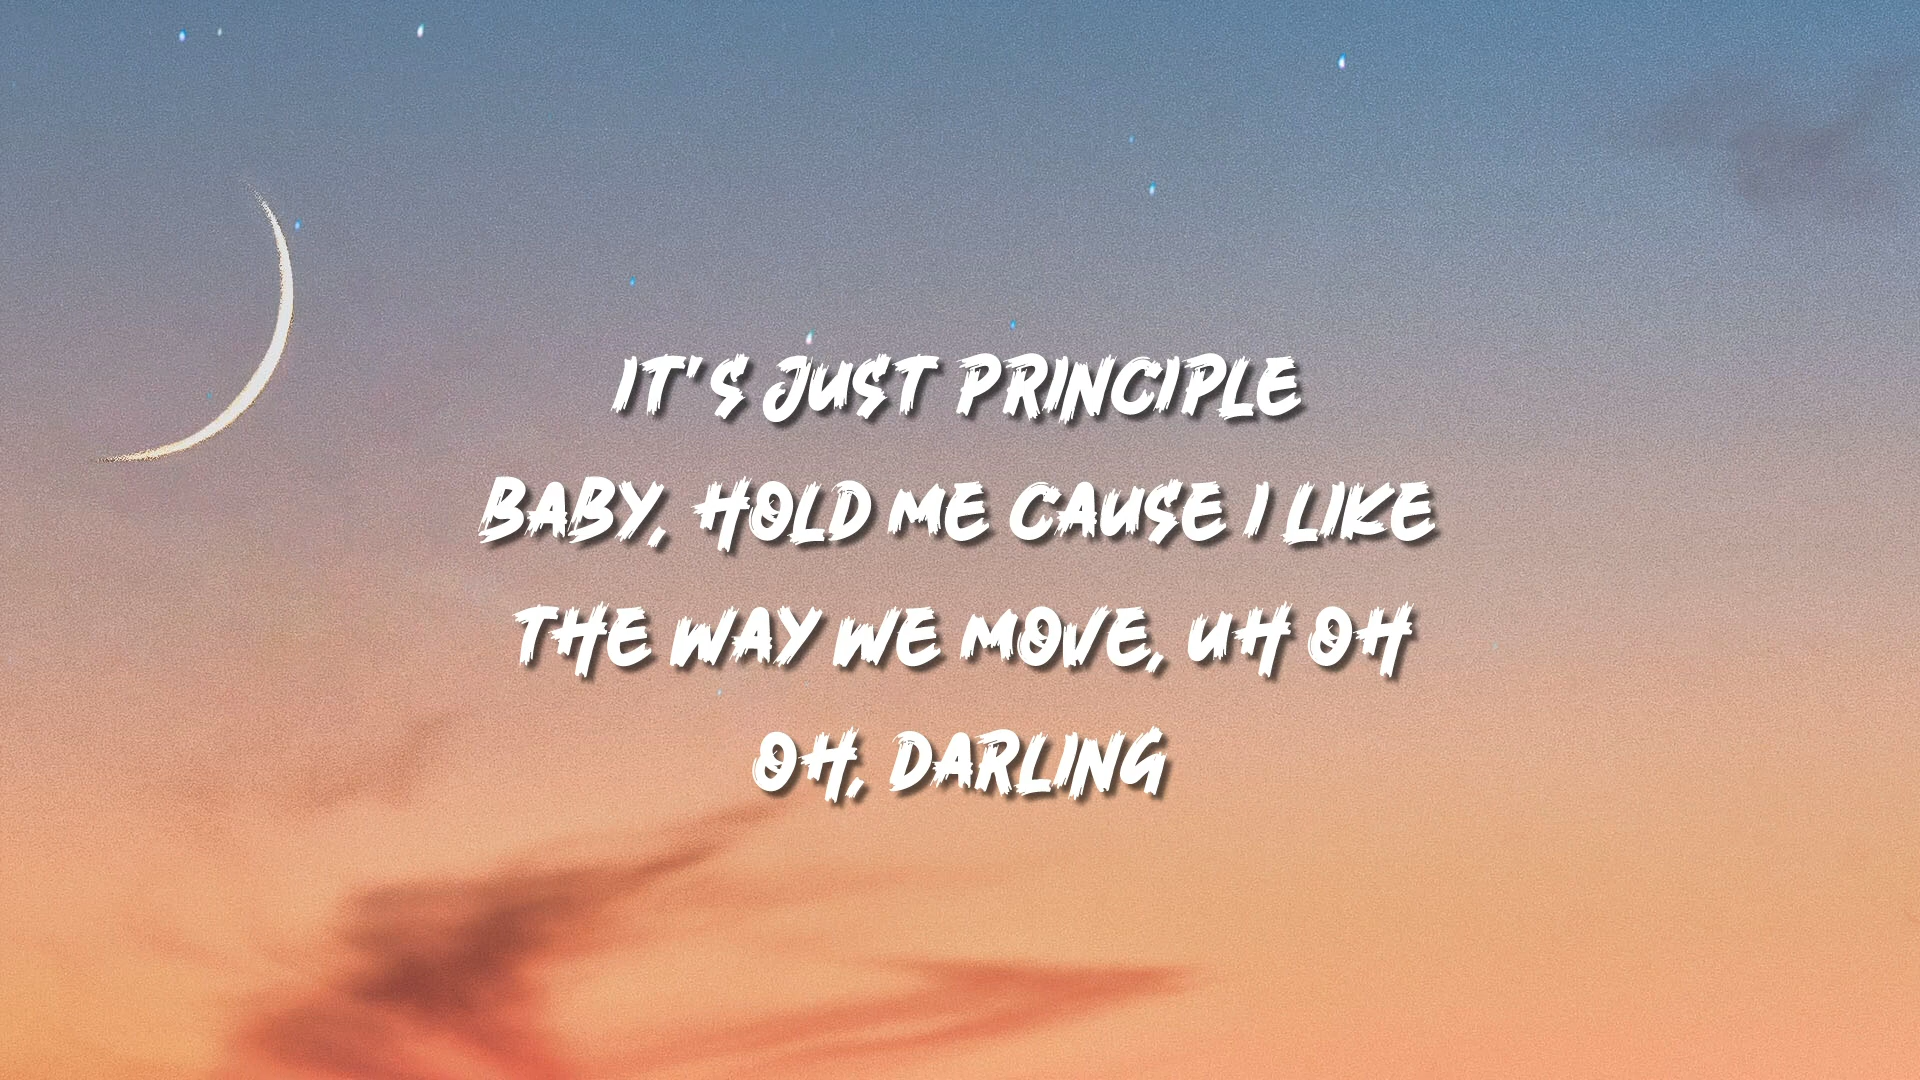 IT'S JUST PRINCIPLE
BABY, HOLD ME CAUSE I LIKE
THE WAY WE MOVE, UH OH
OH, DARLING